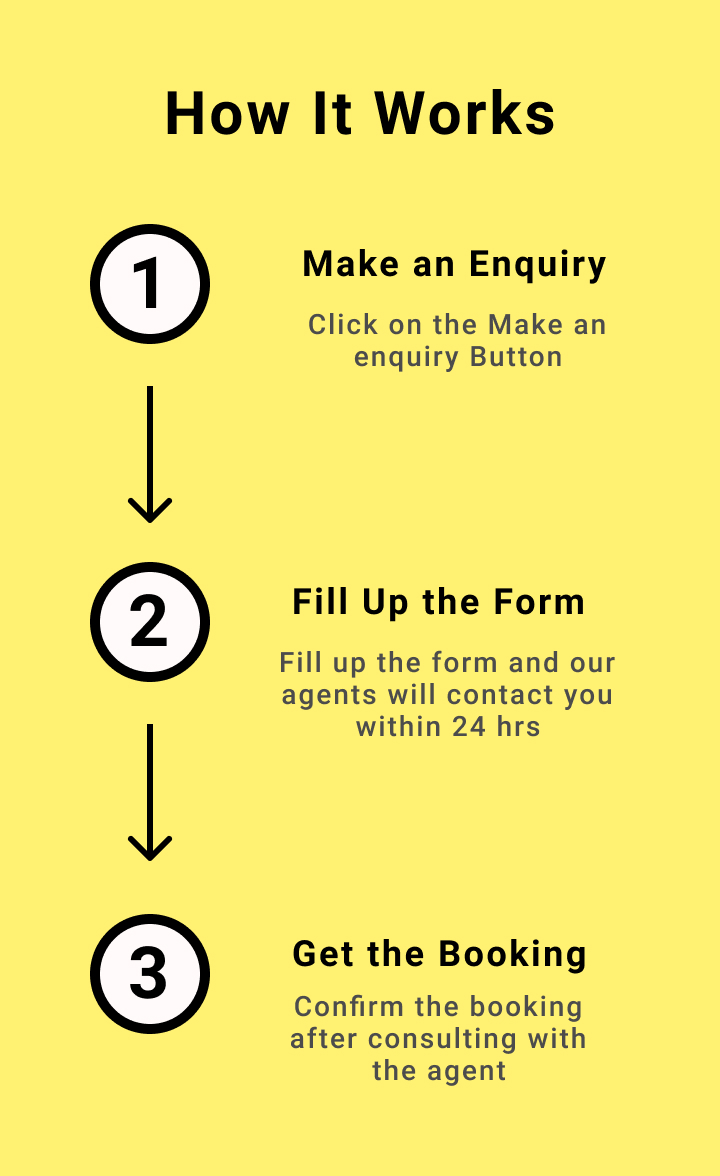 How It Works
1
Make an Enquiry
Click on the Make an
enquiry Button
2
Fill Up the Form
Fill up the form and our
agents will contact you
within 24 hrs
3
Get the Booking
Confirm the booking
after consulting with
the agent